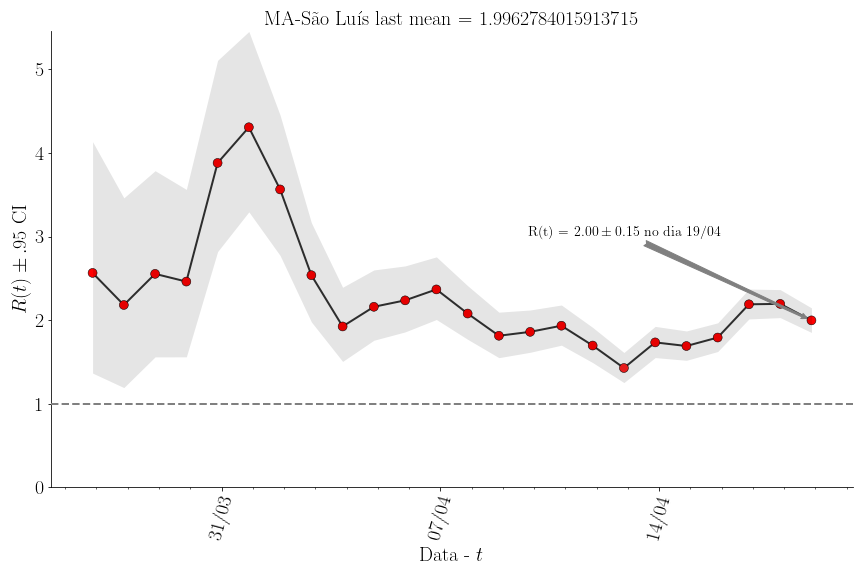 MA-São Luís last mean = 1.9962784015913715
5
4
3
2
1
0
R(t) ± .95 CI
R(t) = 2.00 ± 0.15 no dia 19/04
31/03
07/04
14/04
Data - t